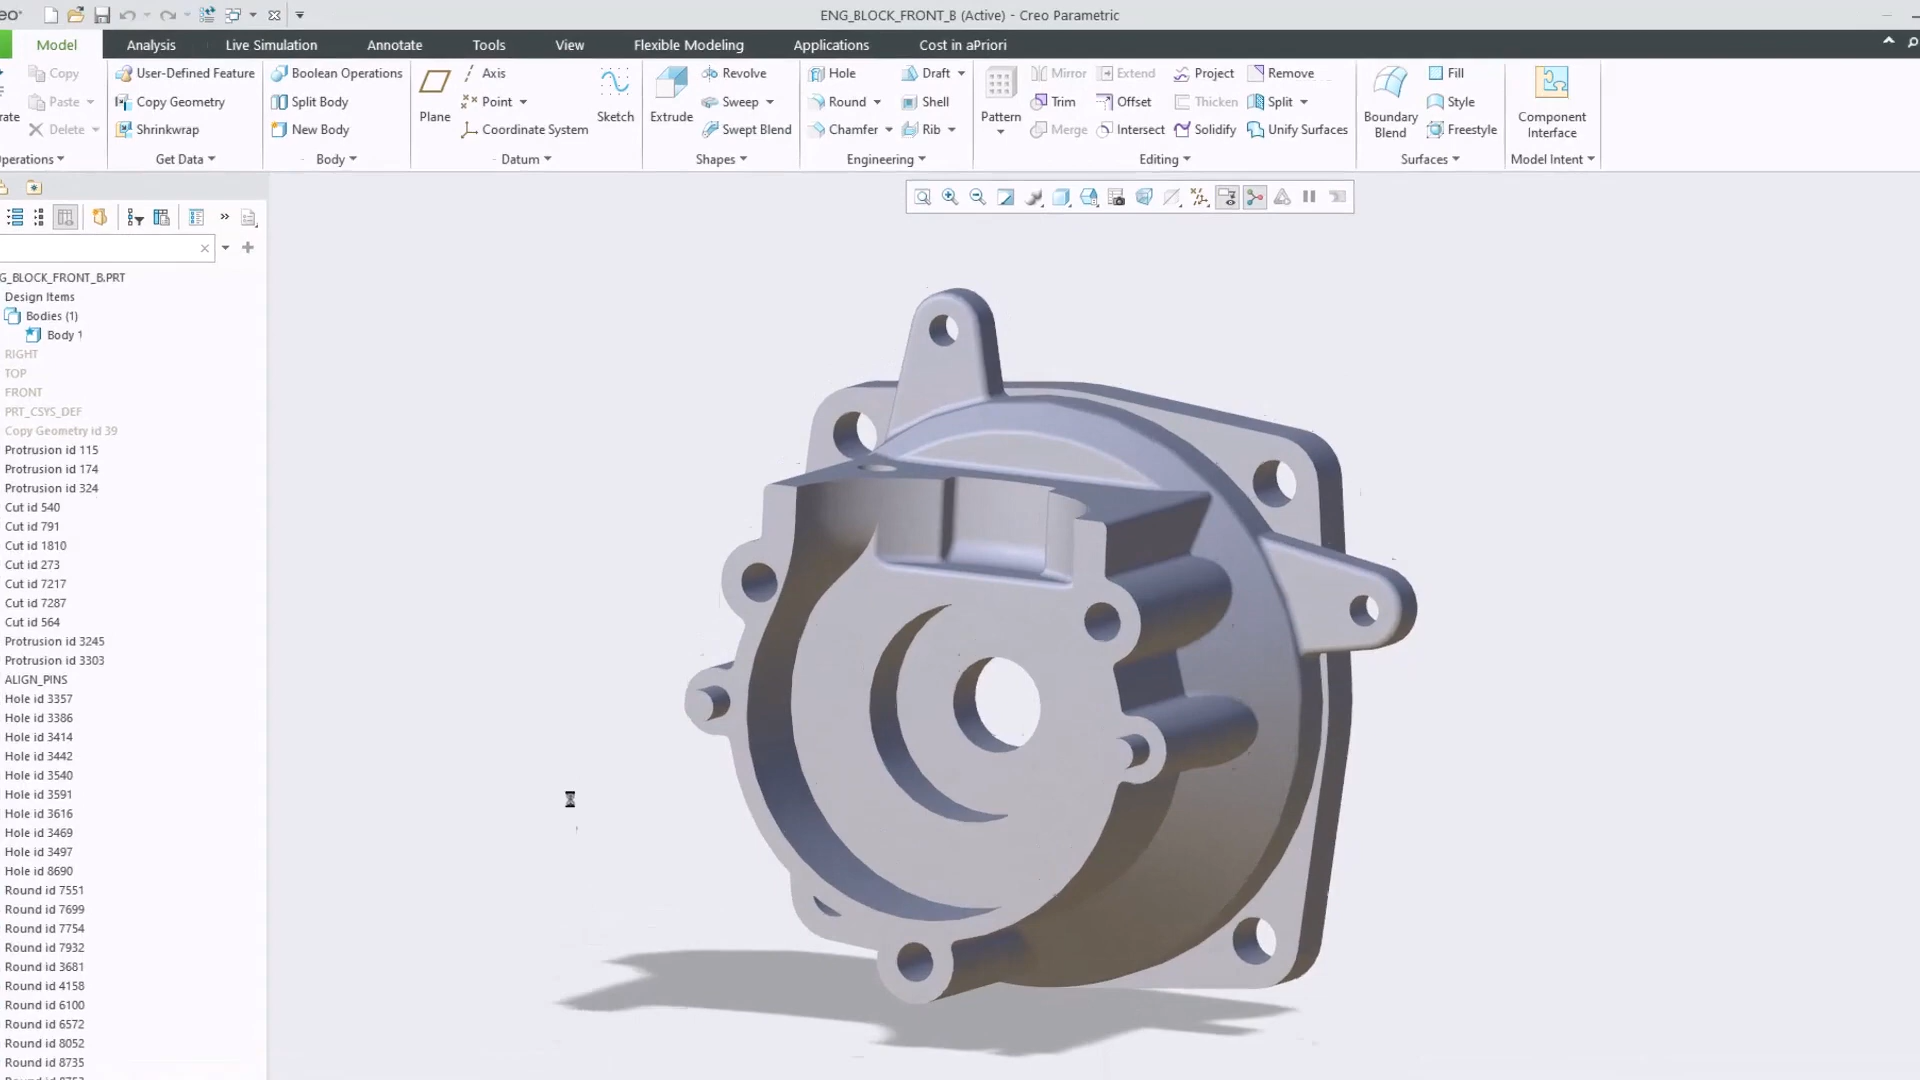 eo°
ENG_BLOCK_FRONT_B (Active) - Creo Parametric
Model Analysis Live Simulation Annotate Tools View Flexible Modeling Applications Cost in aPriori
Copy User-Defined Feature Boolean Operations Axis Revolve Hole Draft Mirror Extend Project Remove Fill
rate Paste Copy Geometry Split Body Plane Point Sketch Extrude Sweep Round Shell Pattern Trim Offset Thicken Split Boundary Blend Style Component Interface
Delete Shrinkwrap New Body Coordinate System Swept Blend Chamfer Rib Merge Intersect Solidify Unify Surfaces Freestyle
perations Get Data Body Datum Shapes Engineering Editing Surfaces Model Intent
G_BLOCK_FRONT_B.PRT
Design Items
Bodies (1)
Body 1
RIGHT
TOP
FRONT
PRT_CSYS_DEF
Copy Geometry id 39
Protrusion id 115
Protrusion id 174
Protrusion id 324
Cut id 540
Cut id 791
Cut id 1810
Cut id 273
Cut id 7217
Cut id 7287
Cut id 564
Protrusion id 3245
Protrusion id 3303
ALIGN_PINS
Hole id 3357
Hole id 3386
Hole id 3414
Hole id 3442
Hole id 3540
Hole id 3591
Hole id 3616
Hole id 3469
Hole id 3497
Hole id 8690
Round id 7551
Round id 7699
Round id 7754
Round id 7932
Round id 3681
Round id 4158
Round id 6100
Round id 6572
Round id 8052
Round id 8735